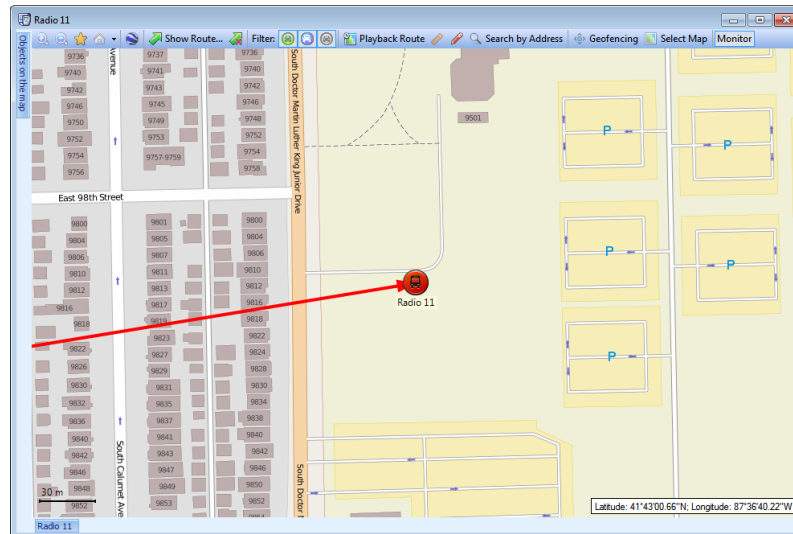 Radio 11
Show Route... Filter: Playback Route Search by Address Geofencing Select Map Monitor
Objects on the map
9736 9737 9740
9740 9741 9740
9742 9743 9742
9746 9745 9746
9750 9749 9748
9752 9753 9752
9754 9757-9759 9754
9756 9758
9501
P P
East 98th Street
Avenue
South Doctor Martin Luther King Junior Drive
9800 9801 9800
9804 9805 9804
9806 9807 9806
9810 9811 9810
9812 9813 9812
9816 9817 9816
9818 9819 9818
9822 9823 9822
9826 9827 9824
9829 9828
9830 9831 9830
9832 9835 9834
9836 9837 9838
9840 9841 9840
9842 9843 9842
9846 9847 9846
9848 9849 9850
9852 9853 9852
P P
Radio 11
P
South Calumet Ave
South Doctor
30 m
Latitude: 41°43'00.66"N; Longitude: 87°36'40.22"W
Radio 11